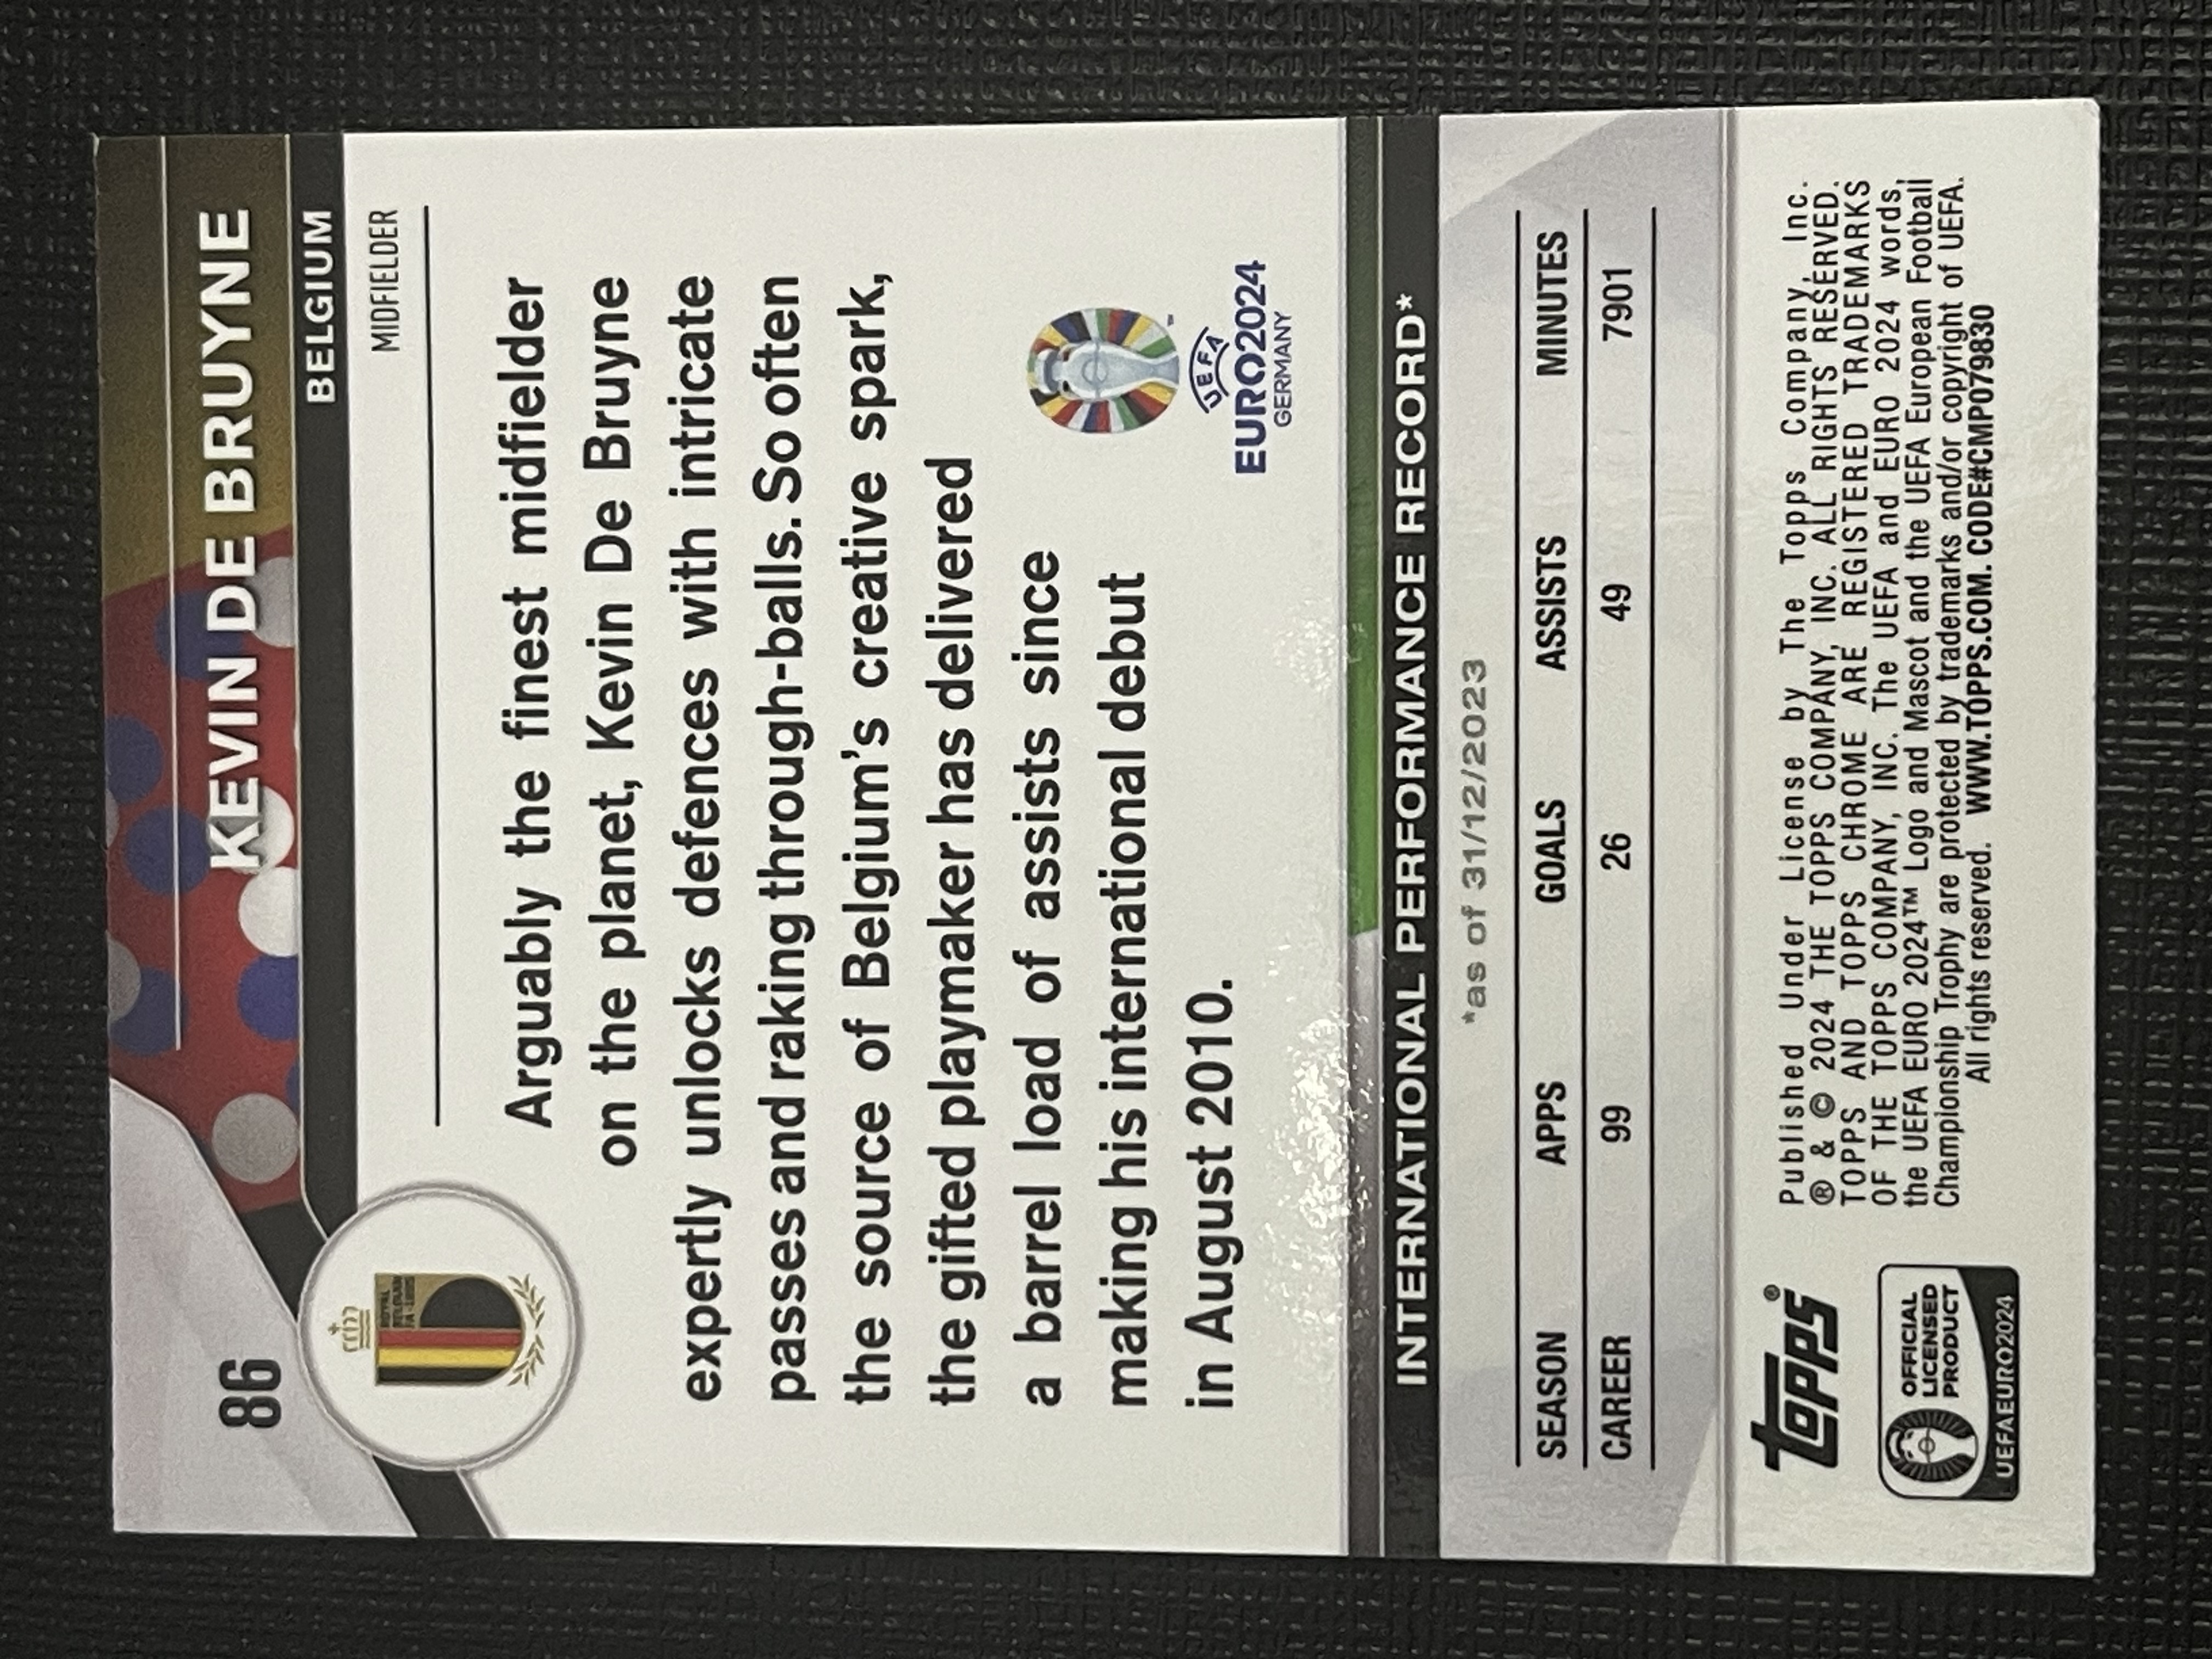 86
KEVIN DE BRUYNE
BELGIUM
MIDFIELDER
ROYAL
BELGIAN
FA - 1895
Arguably the finest midfielder
on the planet, Kevin De Bruyne
expertly unlocks defences with intricate
passes and raking through-balls. So often
the source of Belgium’s creative spark,
the gifted playmaker has delivered
a barrel load of assists since
making his international debut
in August 2010.
UEFA
EURO2024
GERMANY
INTERNATIONAL PERFORMANCE RECORD*
*as of 31/12/2023
SEASON APPS GOALS ASSISTS MINUTES
CAREER 99 26 49 7901
topps®
OFFICIAL
LICENSED
PRODUCT
UEFAEURO2024
Published Under License by The Topps Company, Inc.
® & © 2024 THE TOPPS COMPANY, INC. ALL RIGHTS RESERVED.
TOPPS AND TOPPS CHROME ARE REGISTERED TRADEMARKS
OF THE TOPPS COMPANY, INC. The UEFA and EURO 2024 words,
the UEFA EURO 2024™ Logo and Mascot and the UEFA European Football
Championship Trophy are protected by trademarks and/or copyright of UEFA.
All rights reserved. WWW.TOPPS.COM. CODE#CMP079830